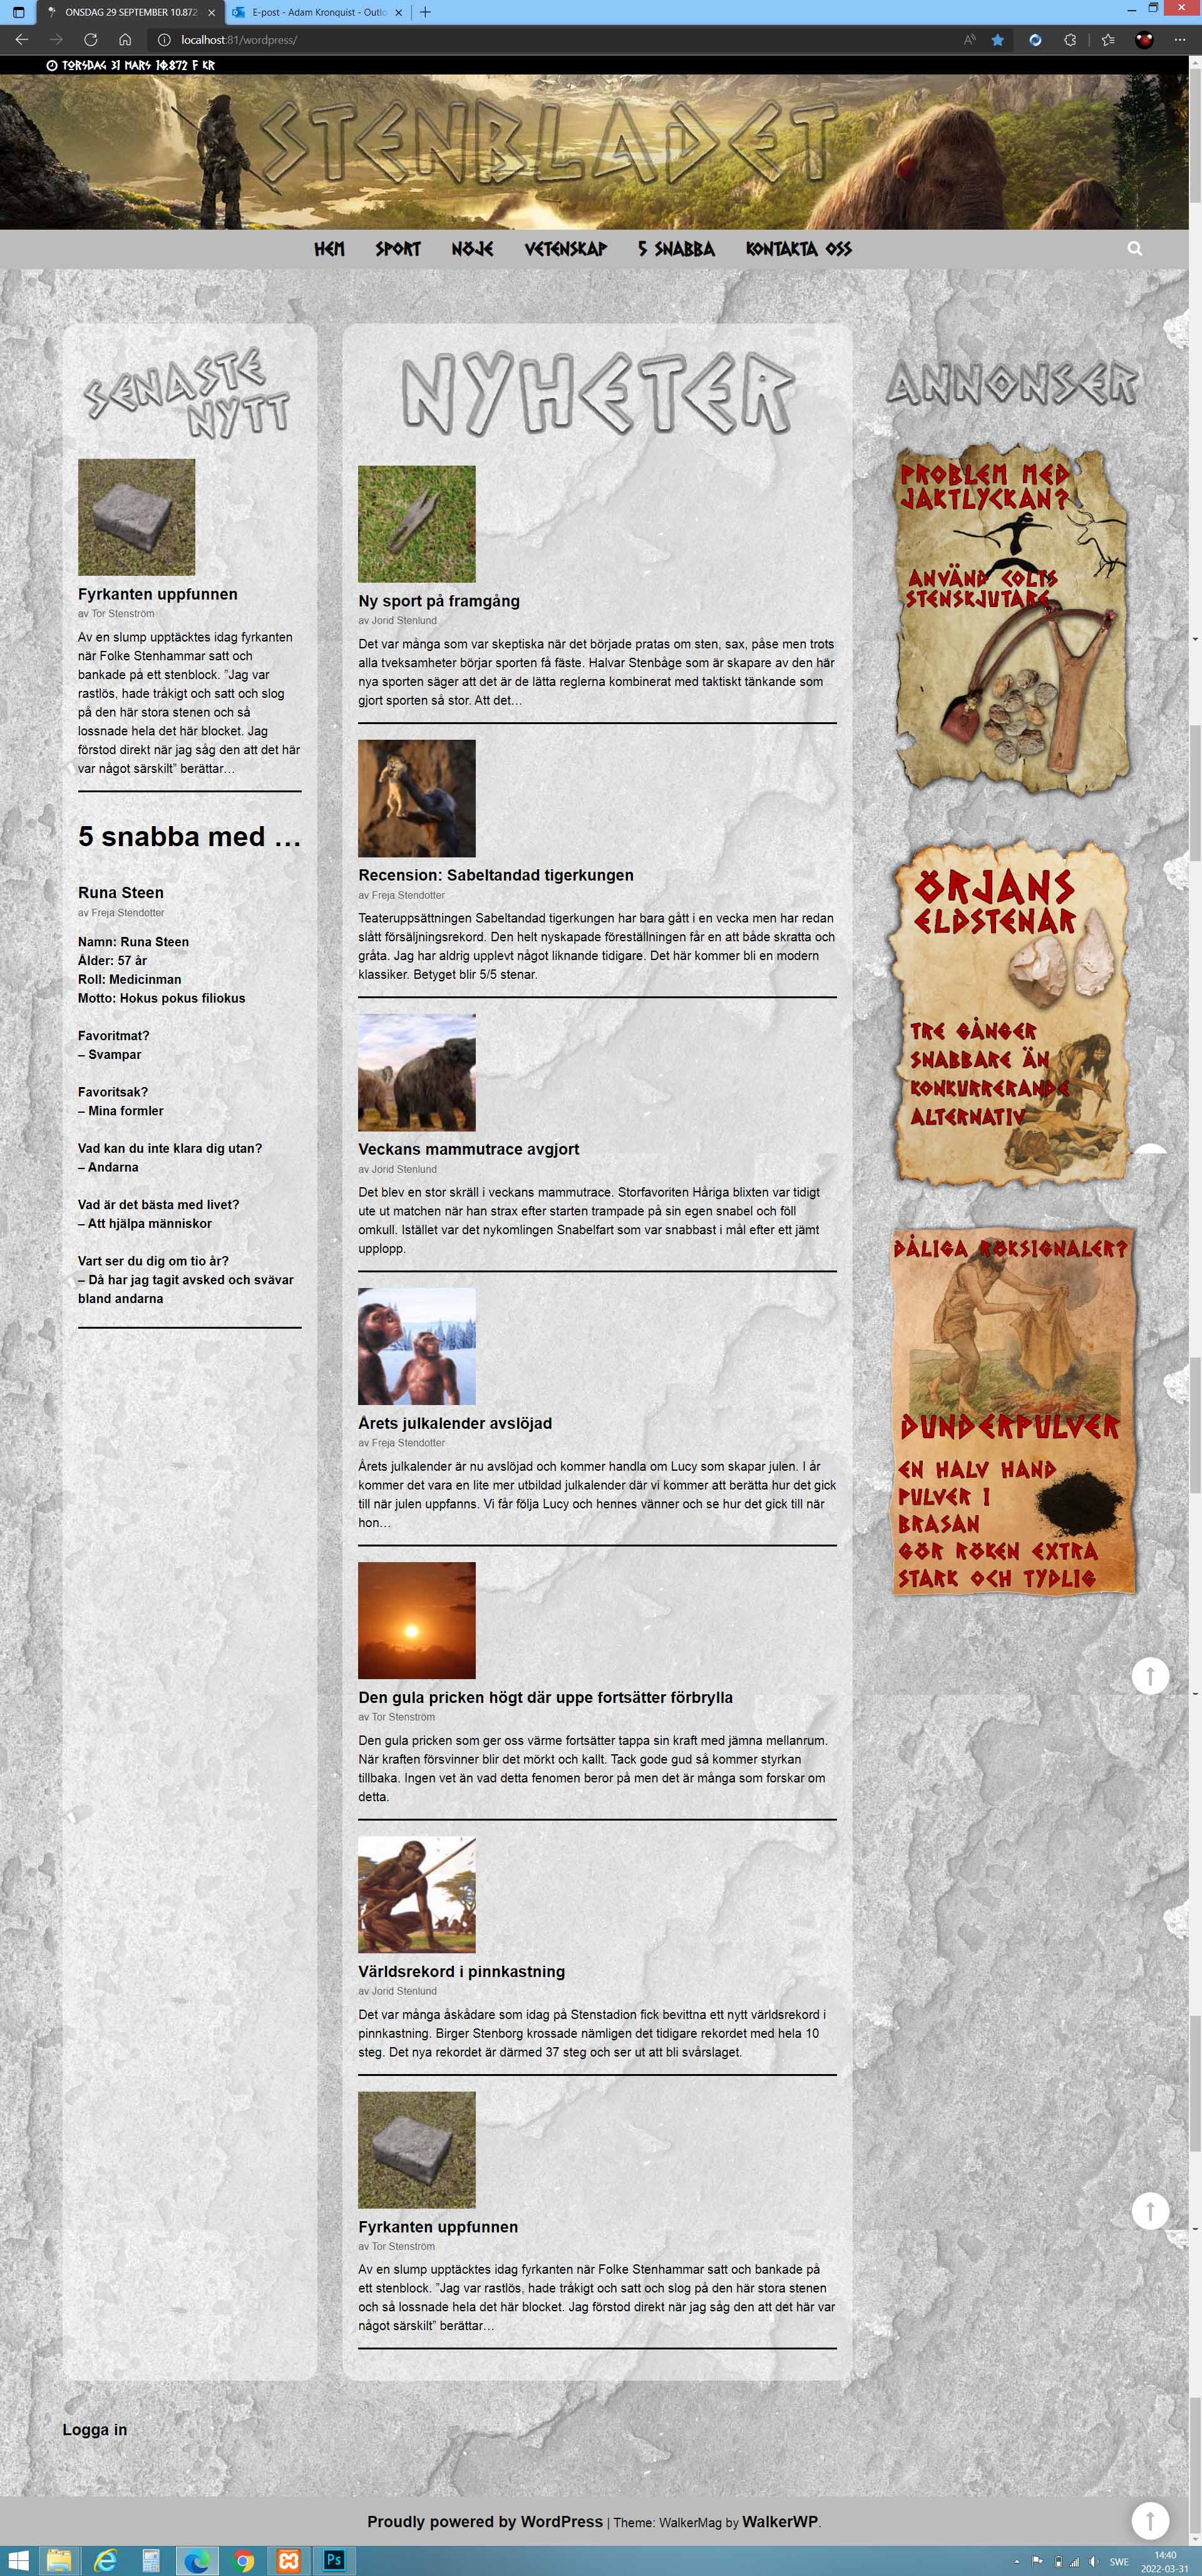 ONSDAG 29 SEPTEMBER 10.872
E-post - Adam Kronquist - Outlo
localhost:81/wordpress/
TORSDAG 31 MARS 10.872 F KR
STENBLADET
HEM SPORT NÖJE VETENSKAP 5 SNABBA KONTAKTA OSS
SENASTE
NYTT
Fyrkanten uppfunnen
av Tor Stenström
Av en slump upptäcktes idag fyrkanten
när Folke Stenhammar satt och
bankade på ett stenblock. ”Jag var
rastlös, hade tråkigt och satt och slog
på den här stora stenen och så
lossnade hela det här blocket. Jag
förstod direkt när jag såg den att det här
var något särskilt” berättar…
5 snabba med …
Runa Steen
av Freja Stendotter
Namn: Runa Steen
Ålder: 57 år
Roll: Medicinman
Motto: Hokus pokus filiokus
Favoritmat?
– Svampar
Favoritsak?
– Mina formler
Vad kan du inte klara dig utan?
– Andarna
Vad är det bästa med livet?
– Att hjälpa människor
Vart ser du dig om tio år?
– Då har jag tagit avsked och svävar
bland andarna
NYHETER
Ny sport på framgång
av Jorid Stenlund
Det var många som var skeptiska när det började pratas om sten, sax, påse men trots
alla tveksamheter börjar sporten få fäste. Halvar Stenbåge som är skapare av den här
nya sporten säger att det är de lätta reglerna kombinerat med taktiskt tänkande som
gjort sporten så stor. Att det…
Recension: Sabeltandad tigerkungen
av Freja Stendotter
Teateruppsättningen Sabeltandad tigerkungen har bara gått i en vecka men har redan
slått försäljningsrekord. Den helt nyskapade föreställningen får en att både skratta och
gråta. Jag har aldrig upplevt något liknande tidigare. Det här kommer bli en modern
klassiker. Betyget blir 5/5 stenar.
Veckans mammutrace avgjort
av Jorid Stenlund
Det blev en stor skräll i veckans mammutrace. Storfavoriten Håriga blixten var tidigt
ute ut matchen när han strax efter starten trampade på sin egen snabel och föll
omkull. Istället var det nykomlingen Snabelfart som var snabbast i mål efter ett jämt
upplopp.
Årets julkalender avslöjad
av Freja Stendotter
Årets julkalender är nu avslöjad och kommer handla om Lucy som skapar julen. I år
kommer det vara en lite mer utbildad julkalender där vi kommer att berätta hur det gick
till när julen uppfanns. Vi får följa Lucy och hennes vänner och se hur det gick till när
hon…
Den gula pricken högt där uppe fortsätter förbrylla
av Tor Stenström
Den gula pricken som ger oss värme fortsätter tappa sin kraft med jämna mellanrum.
När kraften försvinner blir det mörkt och kallt. Tack gode gud så kommer styrkan
tillbaka. Ingen vet än vad detta fenomen beror på men det är många som forskar om
detta.
Världsrekord i pinnkastning
av Jorid Stenlund
Det var många åskådare som idag på Stenstadion fick bevittna ett nytt världsrekord i
pinnkastning. Birger Stenborg krossade nämligen det tidigare rekordet med hela 10
steg. Det nya rekordet är därmed 37 steg och ser ut att bli svårslaget.
Fyrkanten uppfunnen
av Tor Stenström
Av en slump upptäcktes idag fyrkanten när Folke Stenhammar satt och bankade på
ett stenblock. ”Jag var rastlös, hade tråkigt och satt och slog på den här stora stenen
och så lossnade hela det här blocket. Jag förstod direkt när jag såg den att det här var
något särskilt” berättar…
ANNONSER
PROBLEM MED
JAKTLYCKAN?
ANVÄND COLTS
STENSKJUTARE
ÖRJANS
ELDSTENAR
TRE GÅNGER
SNABBARE ÄN
KONKURRERANDE
ALTERNATIV
DÅLIGA RÖKSIGNALER?
DUNDERPULVER
EN HALV HAND
PULVER I
BRASAN
GÖR RÖKEN EXTRA
STARK OCH TYDLIG
Logga in
Proudly powered by WordPress | Theme: WalkerMag by WalkerWP.
Ps
SWE
14:40
2022-03-31